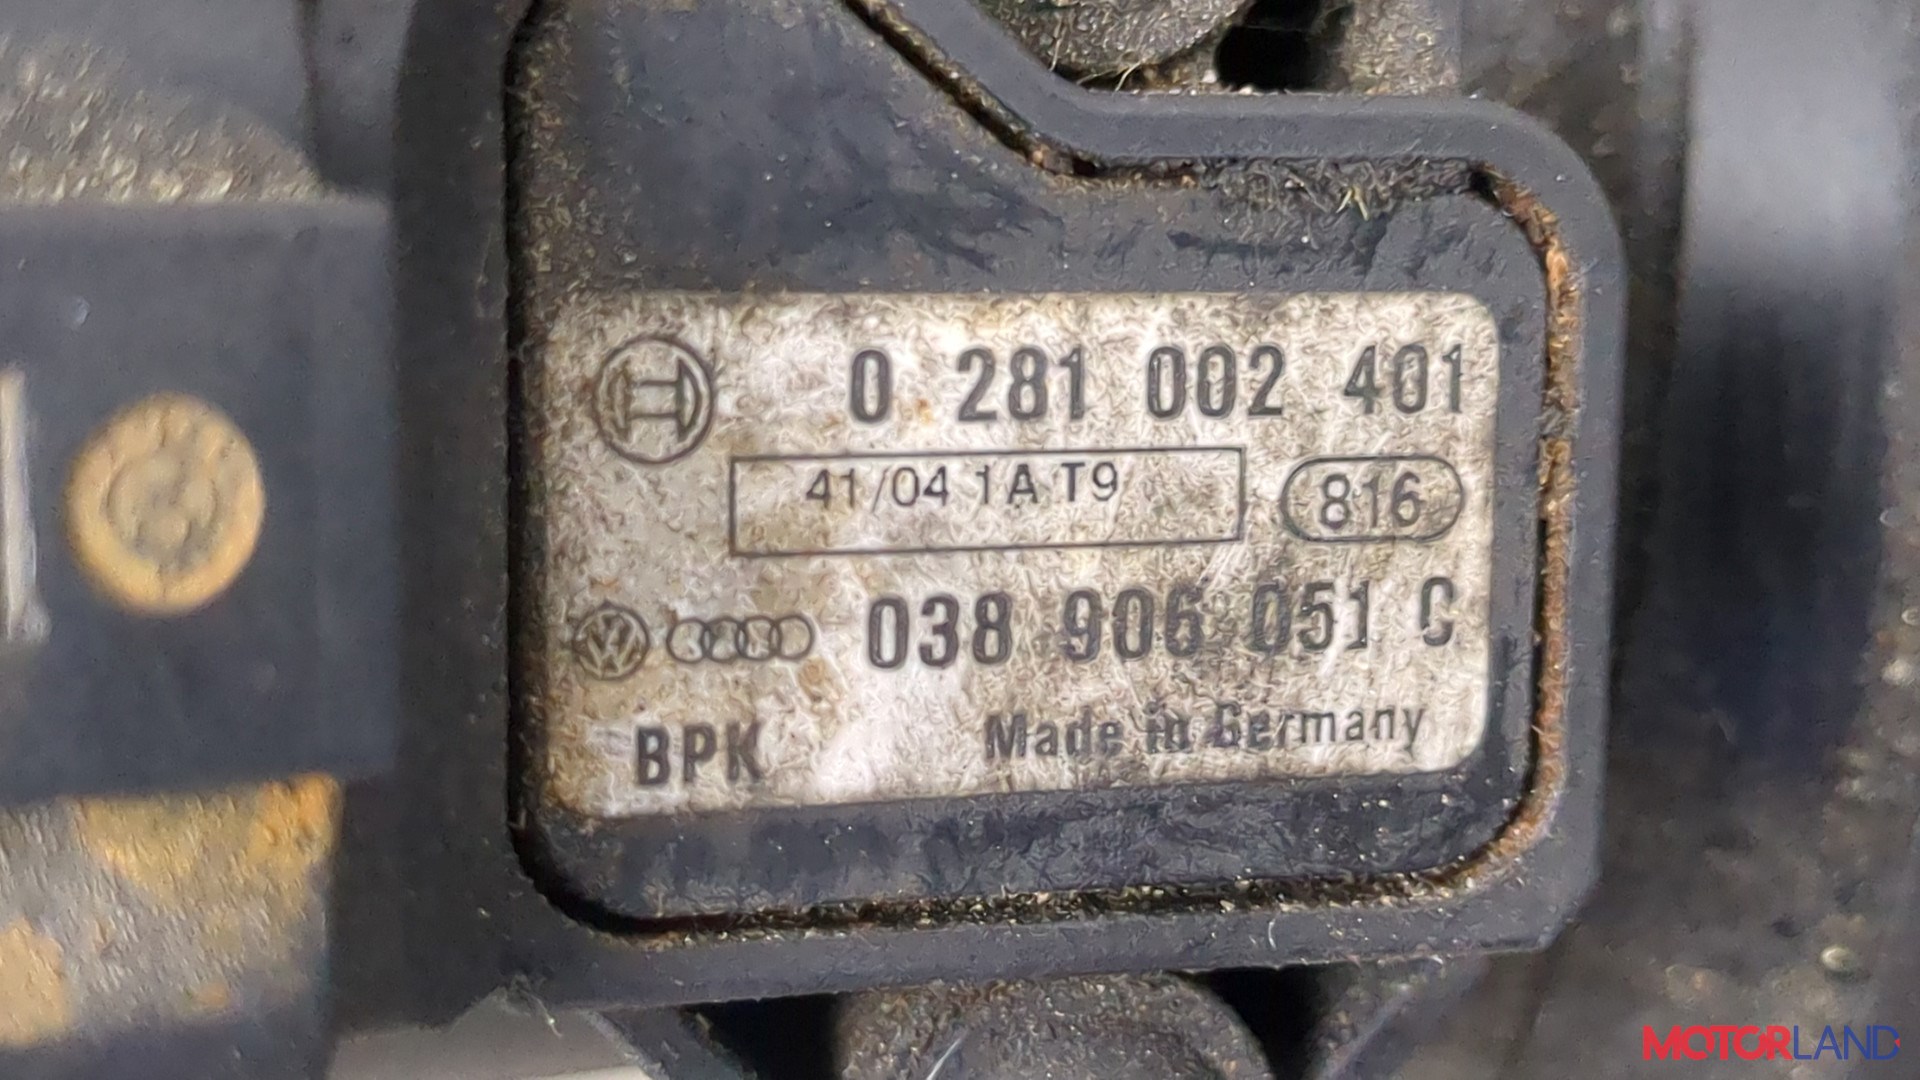 0 281 002 401
41/04 1A T9
816
038 906 051 C
BPK
Made in Germany
MOTORLAND